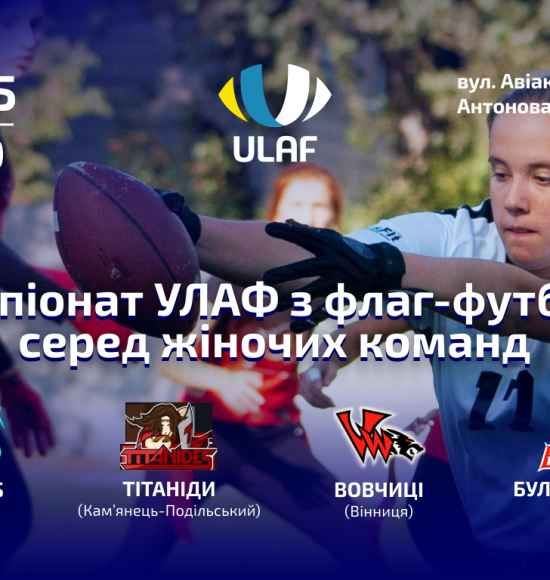 вул. Авіак
Антонова
ULAF
піонат УЛАФ з флаг-футб
серед жіночих команд
TITANIDES
ТІТАНІДИ
(Кам'янець-Подільський)
ВОВЧИЦІ
(Вінниця)
БУЛ